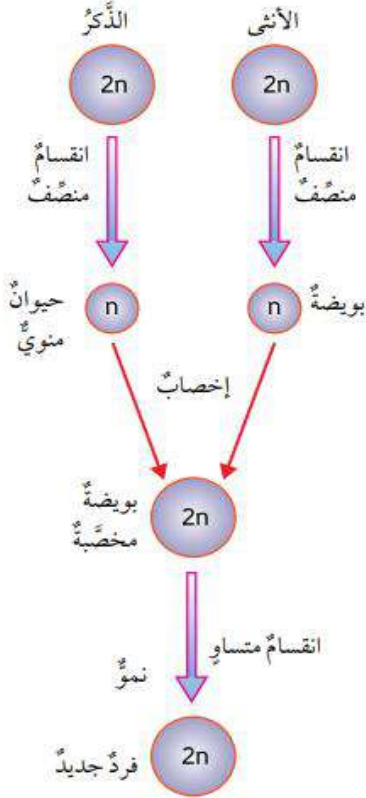 الأنثى
الذَّكرُ
2n
2n
انقسامٌ
منصِّفٌ
انقسامٌ
منصِّفٌ
بويضةٌ
n
n
حيوانٌ
منويٌّ
إخصابٌ
2n
بويضةٌ
مخصَّبةٌ
انقسامٌ متساوٍ
نموٌّ
2n
فردٌ جديدٌ